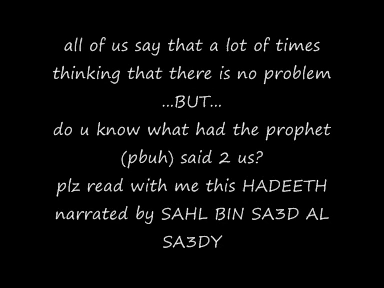 all of us say that a lot of times
thinking that there is no problem
...BUT...
do u know what had the prophet
(pbuh) said 2 us?
plz read with me this HADEETH
narrated by SAHL BIN SA3D AL
SA3DY